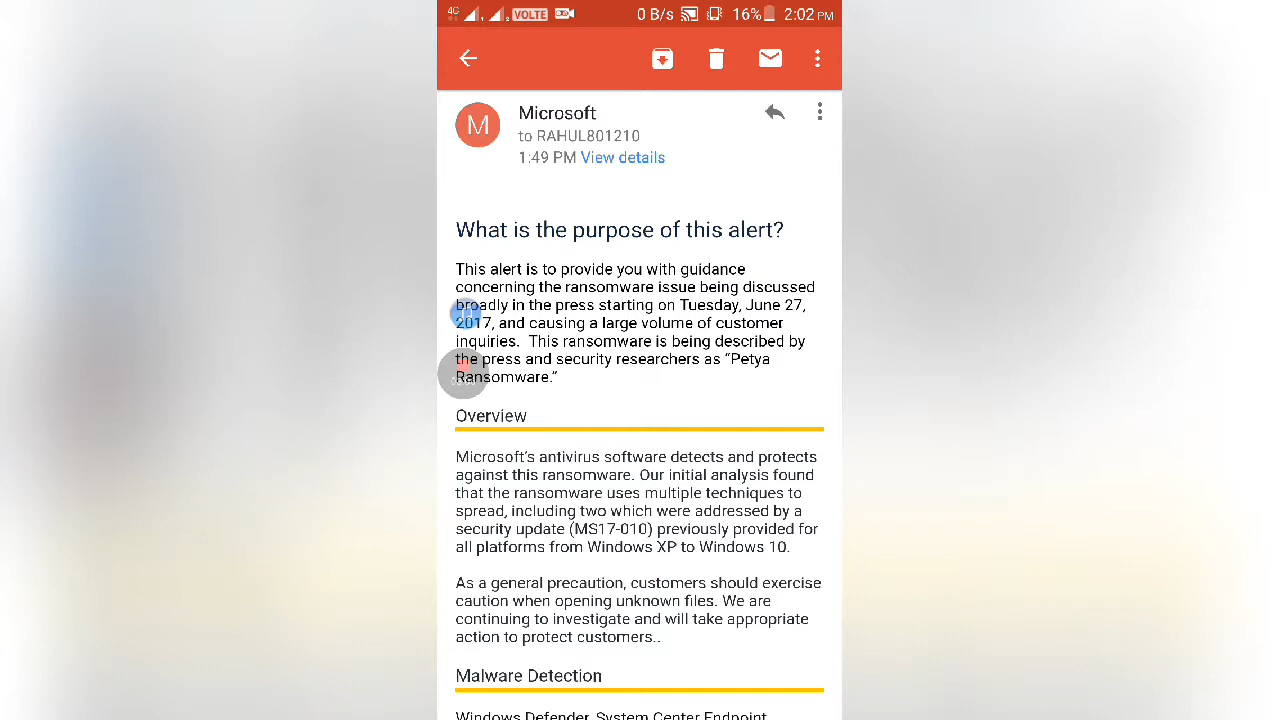 4G 1 2 VOLTE 0 B/s 16% 2:02 PM
M
Microsoft
to RAHUL801210
1:49 PM View details
What is the purpose of this alert?
This alert is to provide you with guidance
concerning the ransomware issue being discussed
broadly in the press starting on Tuesday, June 27,
2017, and causing a large volume of customer
inquiries.  This ransomware is being described by
the press and security researchers as “Petya
Ransomware.”
Overview
Microsoft’s antivirus software detects and protects
against this ransomware. Our initial analysis found
that the ransomware uses multiple techniques to
spread, including two which were addressed by a
security update (MS17-010) previously provided for
all platforms from Windows XP to Windows 10.
As a general precaution, customers should exercise
caution when opening unknown files. We are
continuing to investigate and will take appropriate
action to protect customers..
Malware Detection
Windows Defender, System Center Endpoint